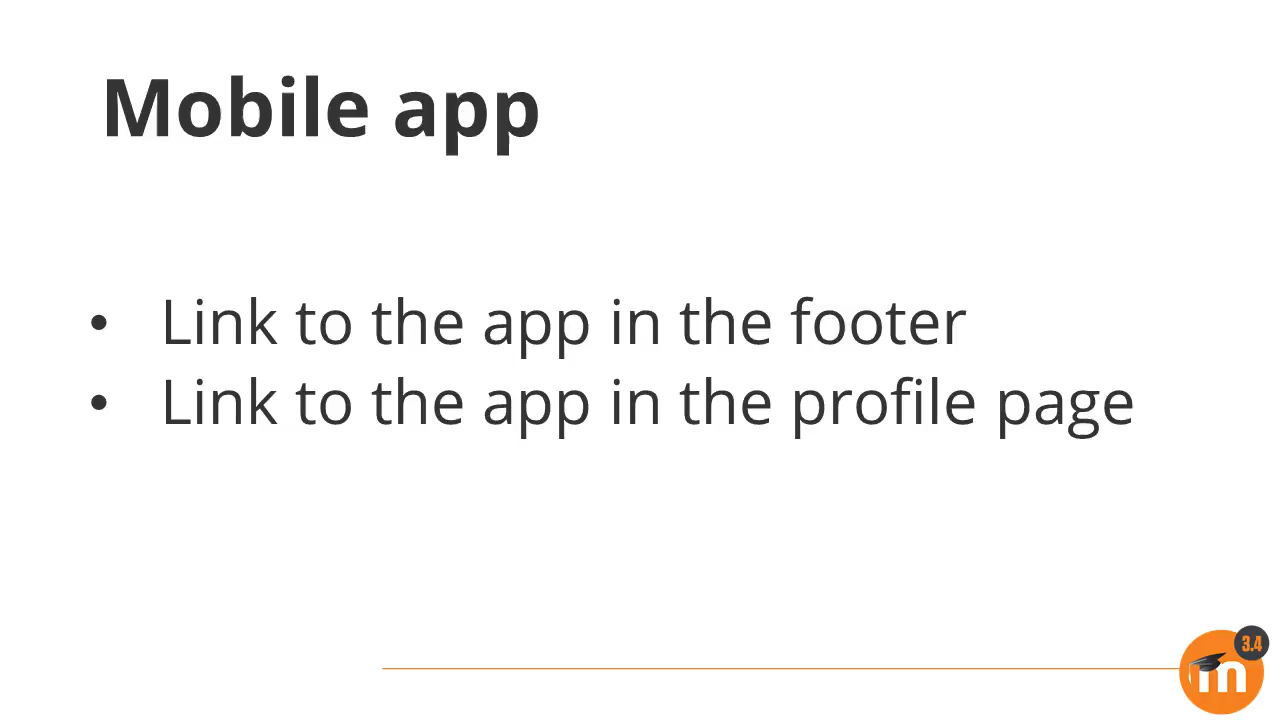 Mobile app
• Link to the app in the footer
• Link to the app in the profile page
3.4
m